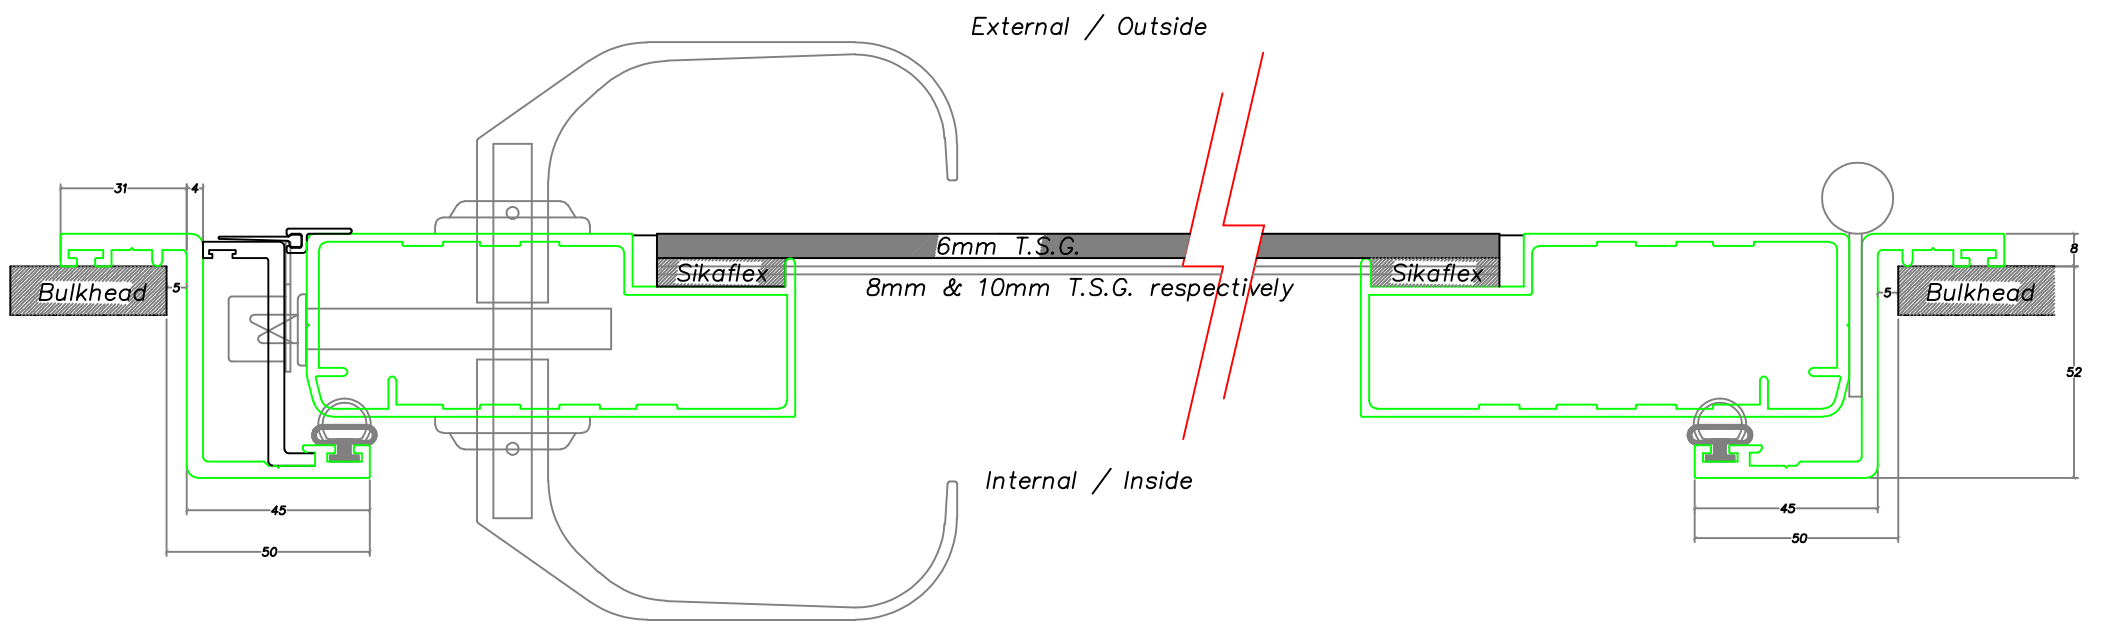 External / Outside
31
4
6mm T.S.G.
8
Sikaflex
Sikaflex
Bulkhead
5
8mm & 10mm T.S.G. respectively
5
Bulkhead
52
Internal / Inside
45
45
50
50